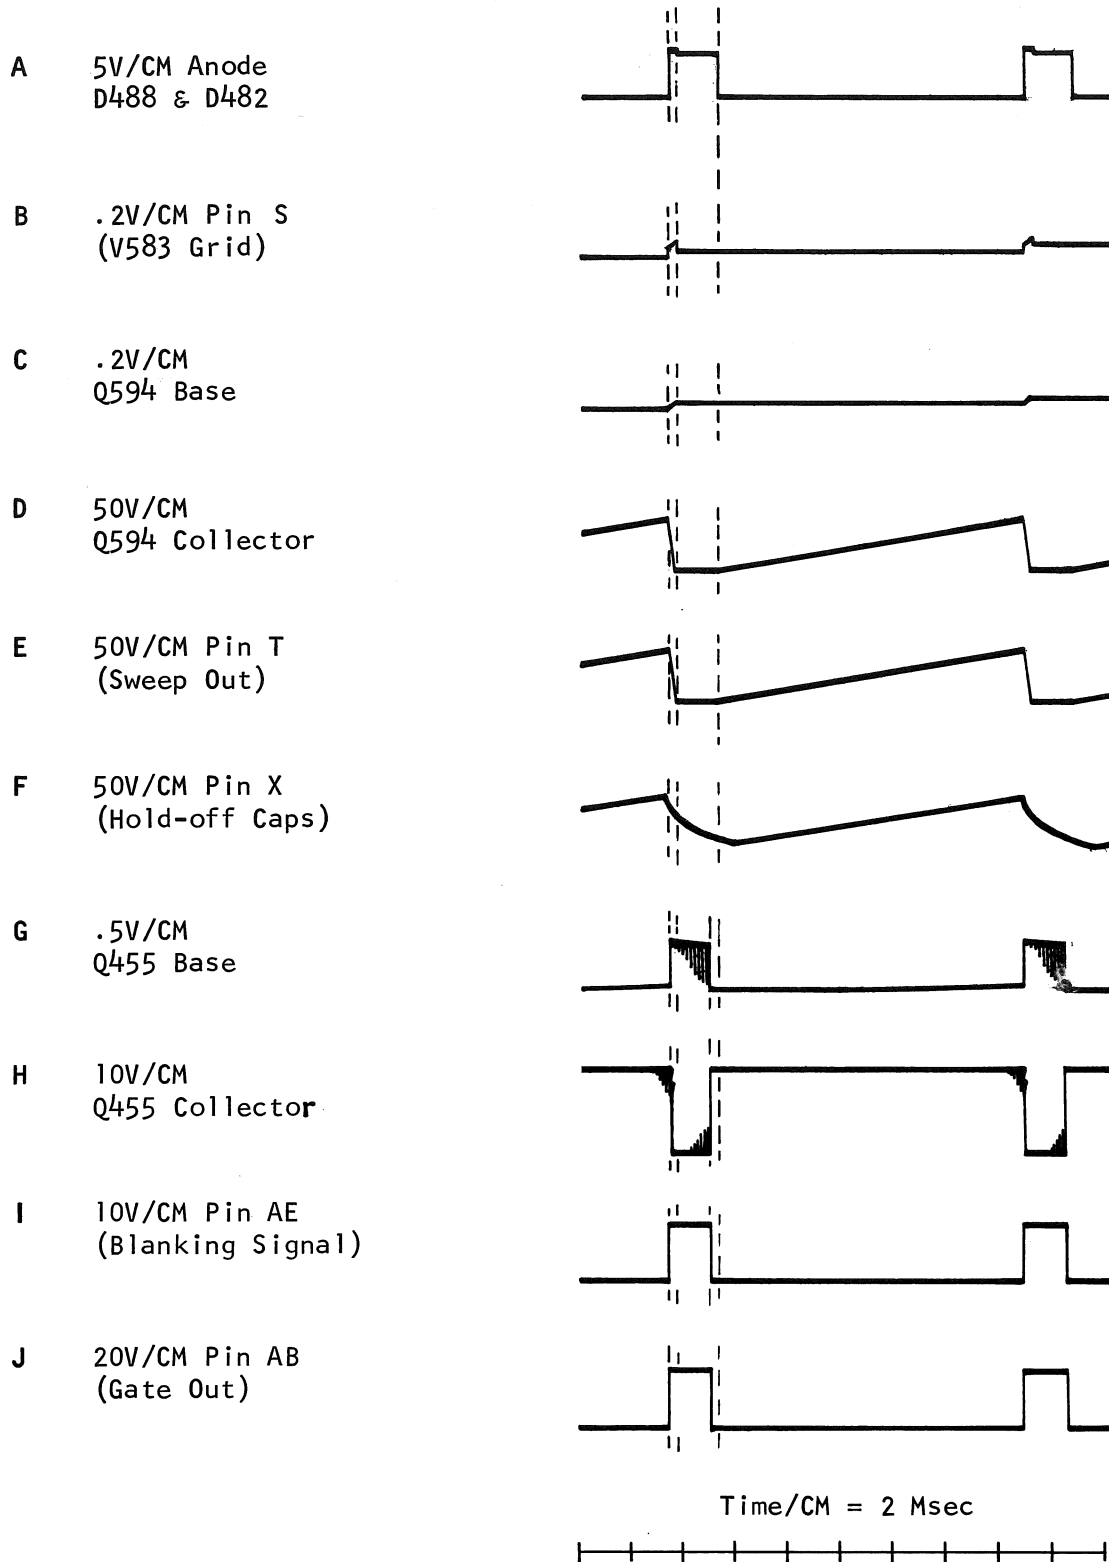 A 5V/CM Anode
D488 & D482
B .2V/CM Pin S
(V583 Grid)
C .2V/CM
Q594 Base
D 50V/CM
Q594 Collector
E 50V/CM Pin T
(Sweep Out)
F 50V/CM Pin X
(Hold-off Caps)
G .5V/CM
Q455 Base
H 10V/CM
Q455 Collector
I 10V/CM Pin AE
(Blanking Signal)
J 20V/CM Pin AB
(Gate Out)
Time/CM = 2 Msec